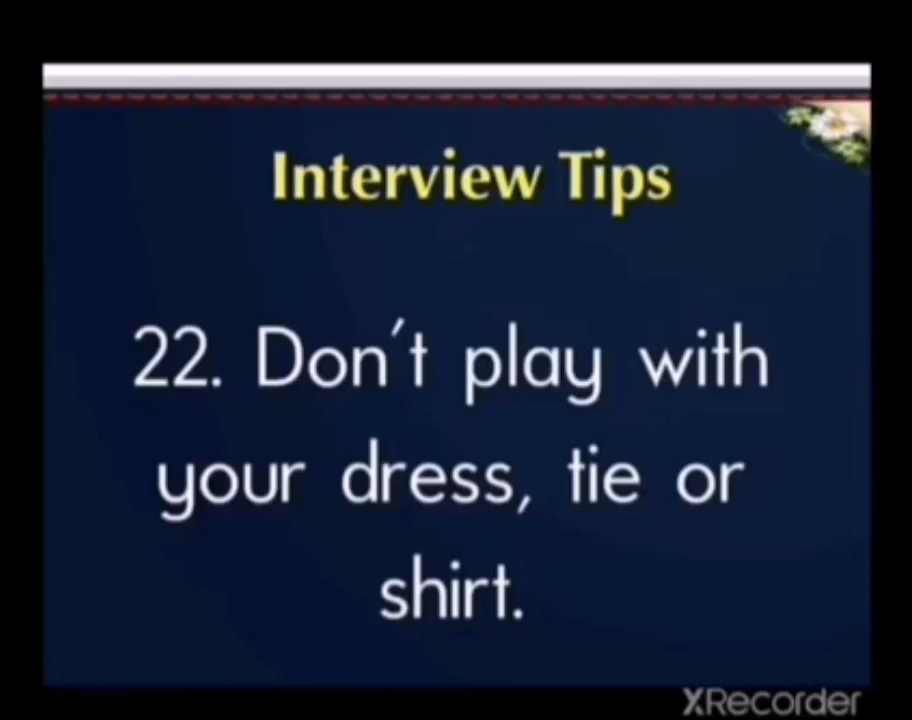 Interview Tips
22. Don't play with
your dress, tie or
shirt.
XRecorder